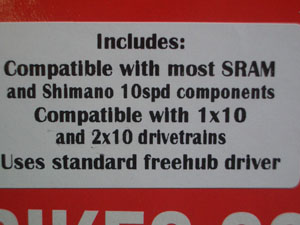 Includes:
Compatible with most SRAM
and Shimano 10spd components
Compatible with 1x10
and 2x10 drivetrains
Uses standard freehub driver